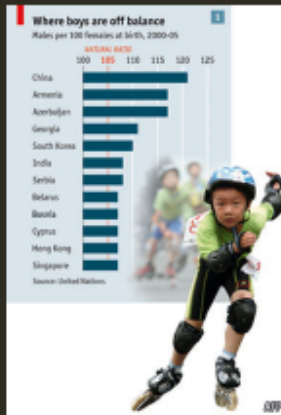 Where boys are off balance
1
Males per 100 females at birth, 2000-05
NATURAL RATIO
100 105 110 115 120 125
China
Armenia
Azerbaijan
Georgia
South Korea
India
Serbia
Belarus
Bosnia
Cyprus
Hong Kong
Singapore
Source: United Nations
AFP